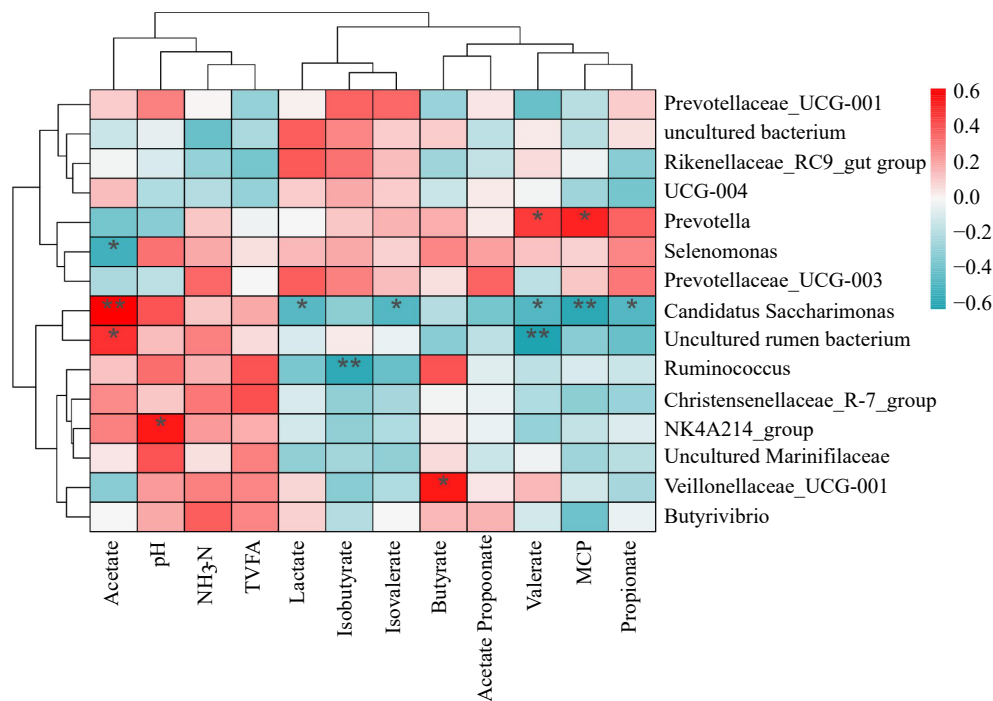 Prevotellaceae_UCG-001
uncultured bacterium
Rikenellaceae_RC9_gut group
UCG-004
Prevotella
Selenomonas
Prevotellaceae_UCG-003
Candidatus Saccharimonas
Uncultured rumen bacterium
Ruminococcus
Christensenellaceae_R-7_group
NK4A214_group
Uncultured Marinifilaceae
Veillonellaceae_UCG-001
Butyrivibrio
* *
*
** * * * ** *
* **
**
*
*
0.6
0.4
0.2
0.0
−0.2
−0.4
−0.6
Acetate
pH
NH3-N
TVFA
Lactate
Isobutyrate
Isovalerate
Butyrate
Acetate Propoonate
Valerate
MCP
Propionate